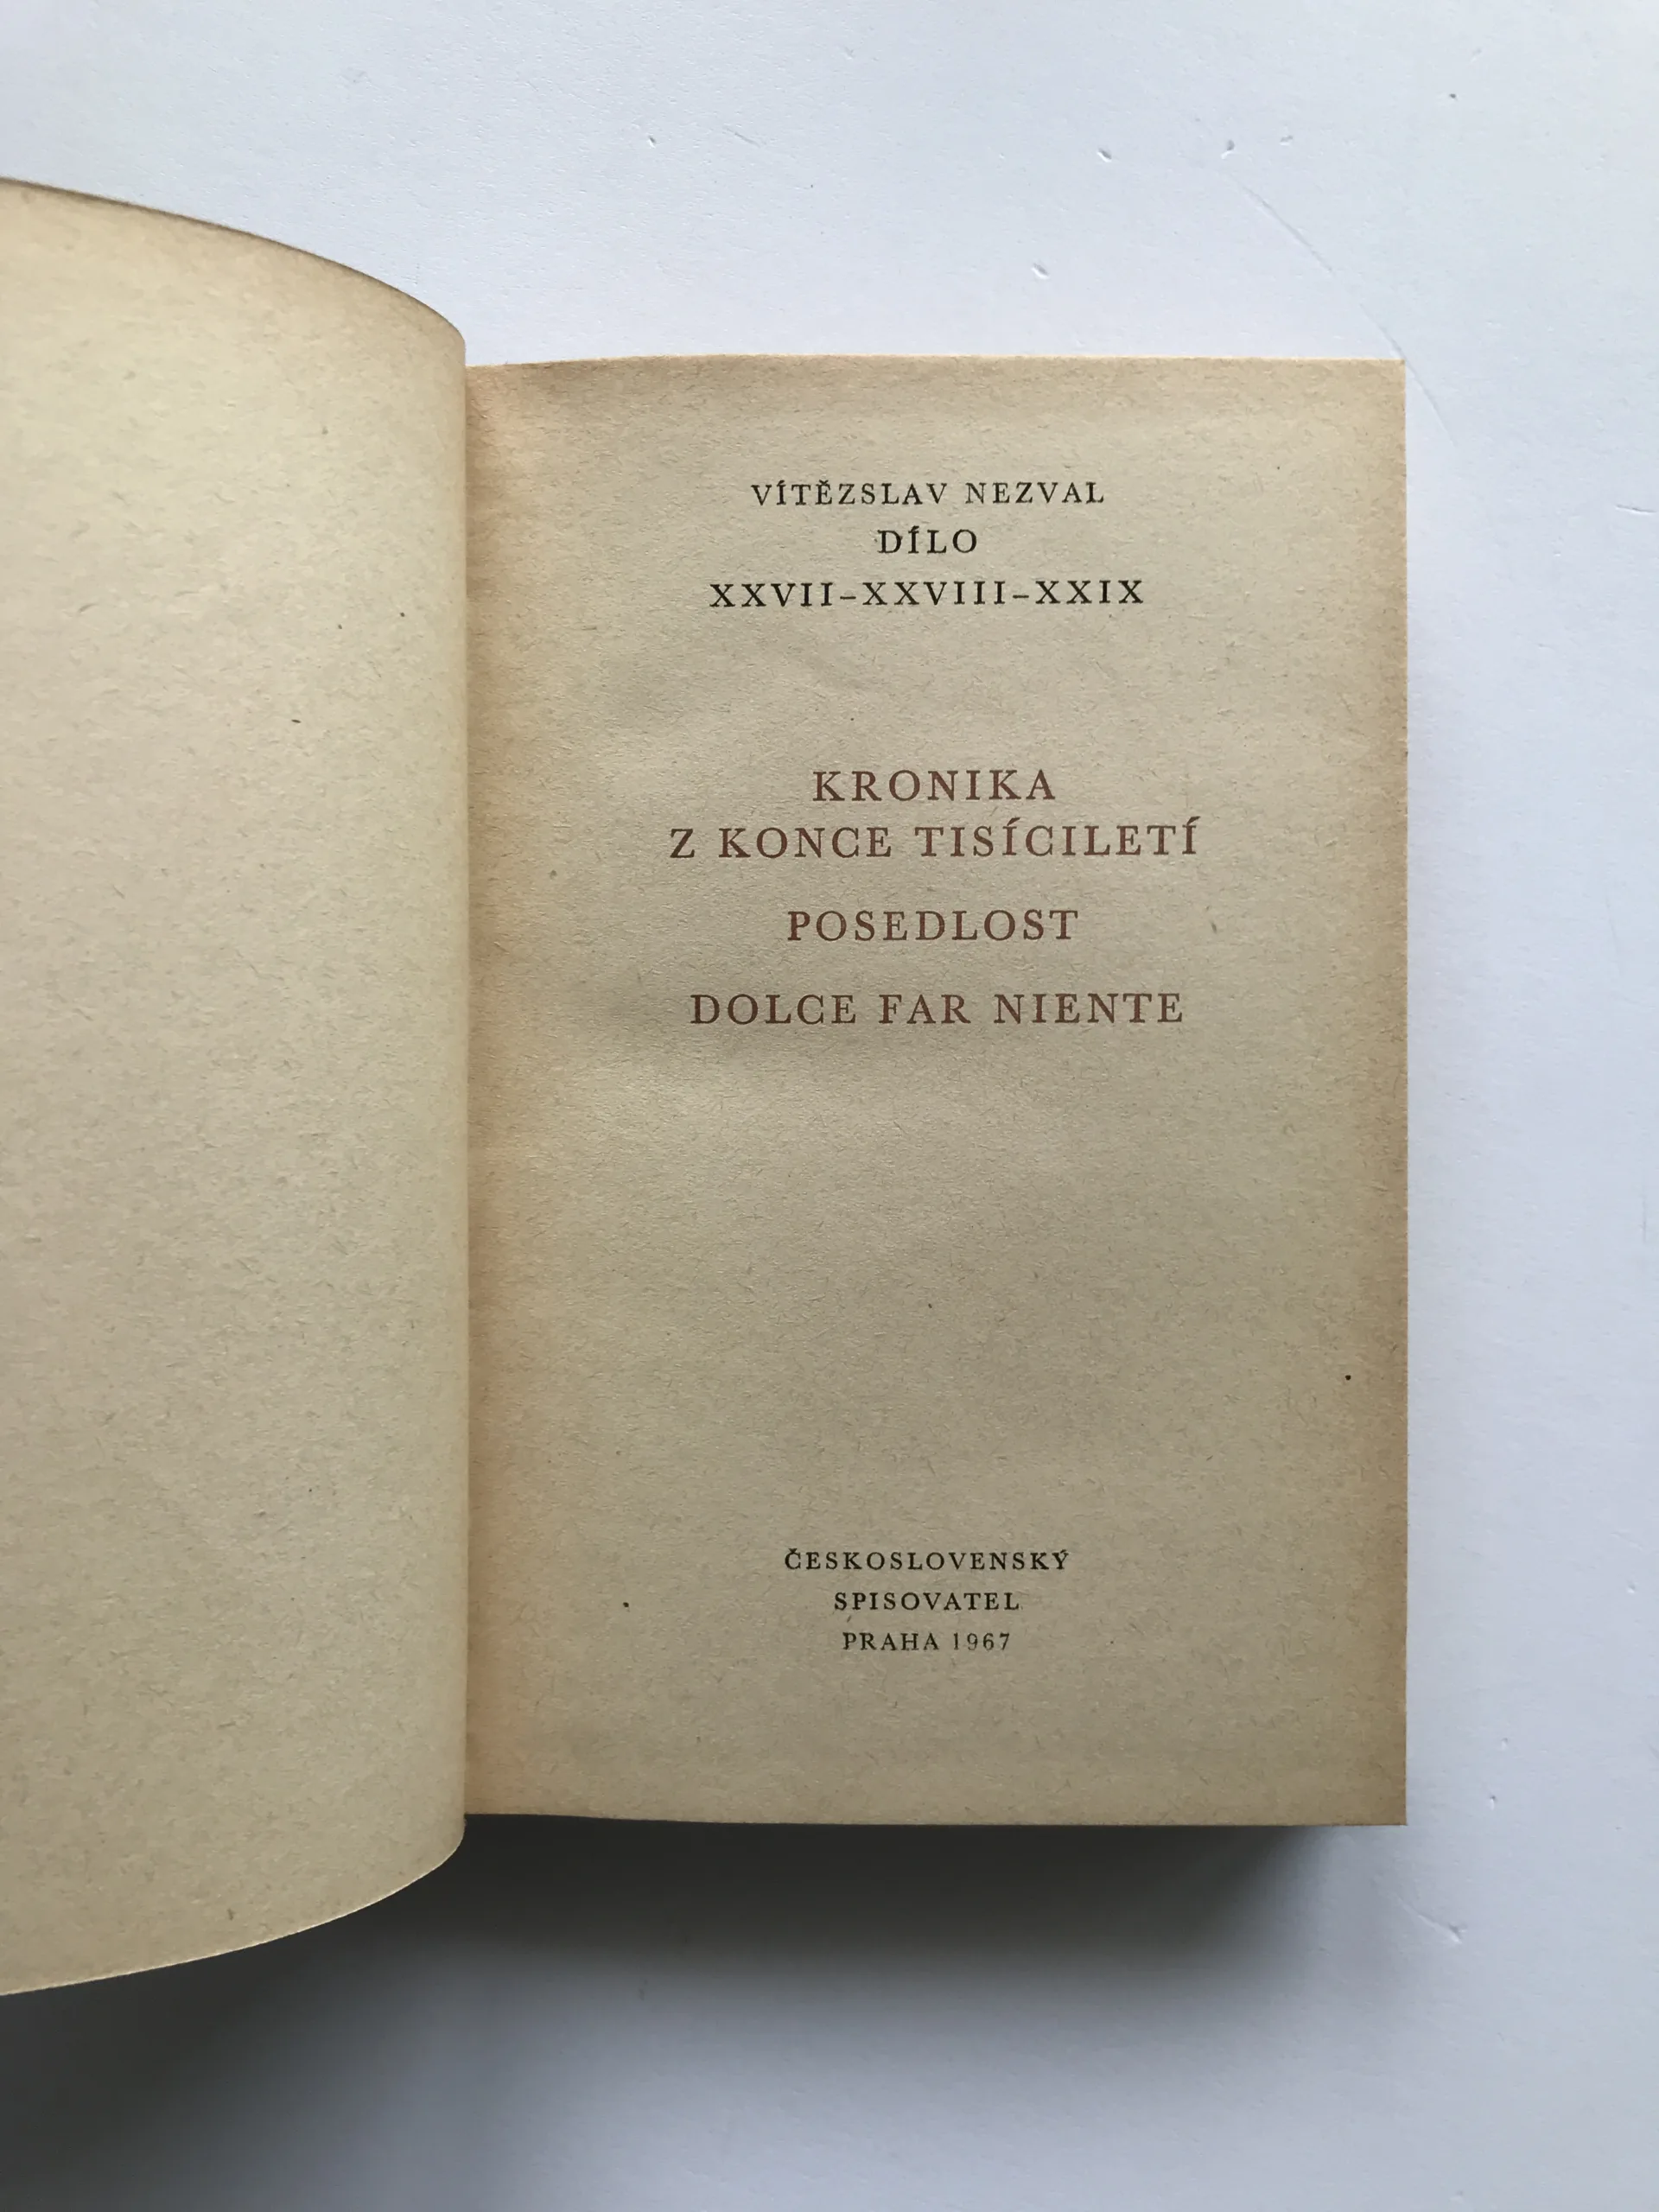 VÍTĚZSLAV NEZVAL
DÍLO
XXVII–XXVIII–XXIX
KRONIKA
Z KONCE TISÍCILETÍ
POSEDLOST
DOLCE FAR NIENTE
ČESKOSLOVENSKÝ
SPISOVATEL
PRAHA 1967